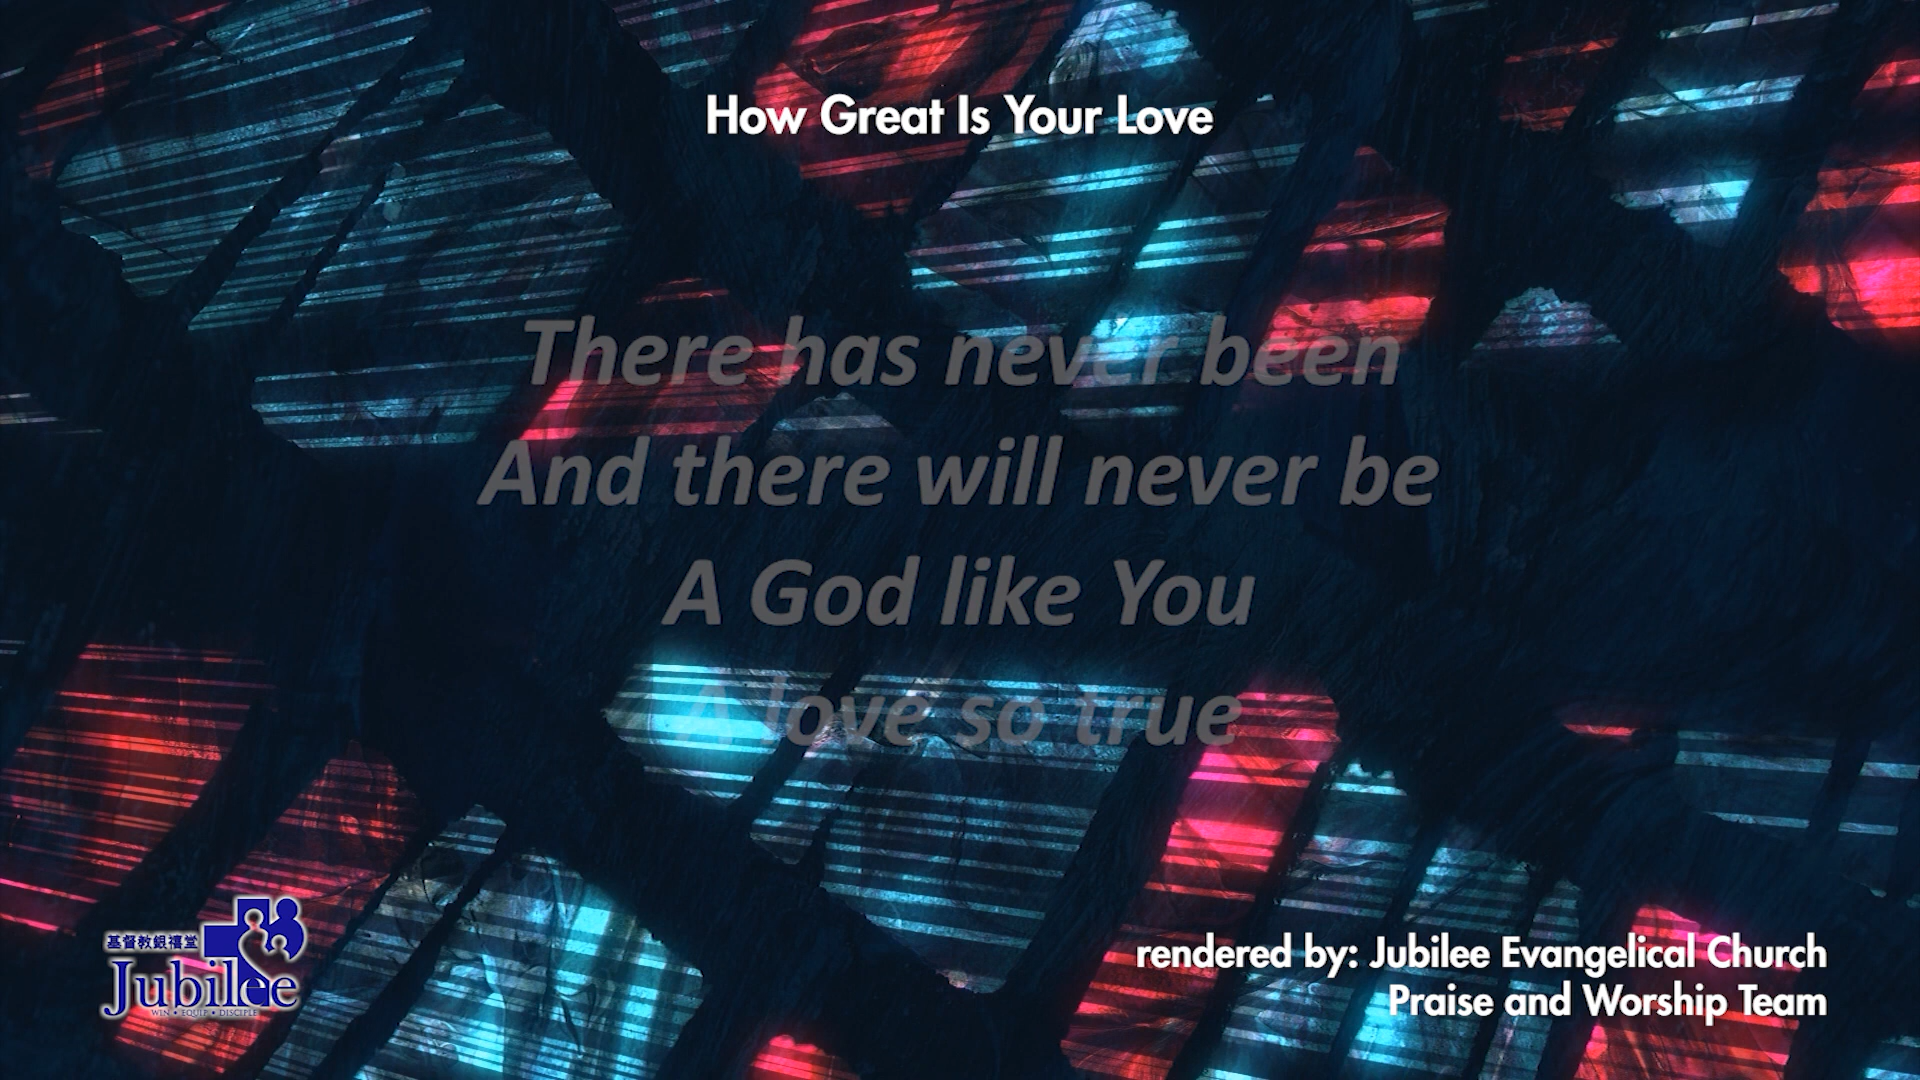 How Great Is Your Love
There has never been
And there will never be
A God like You
A love so true
基督教銀禧堂
Jubilee
WIN • EQUIP • DISCIPLE
rendered by: Jubilee Evangelical Church
Praise and Worship Team